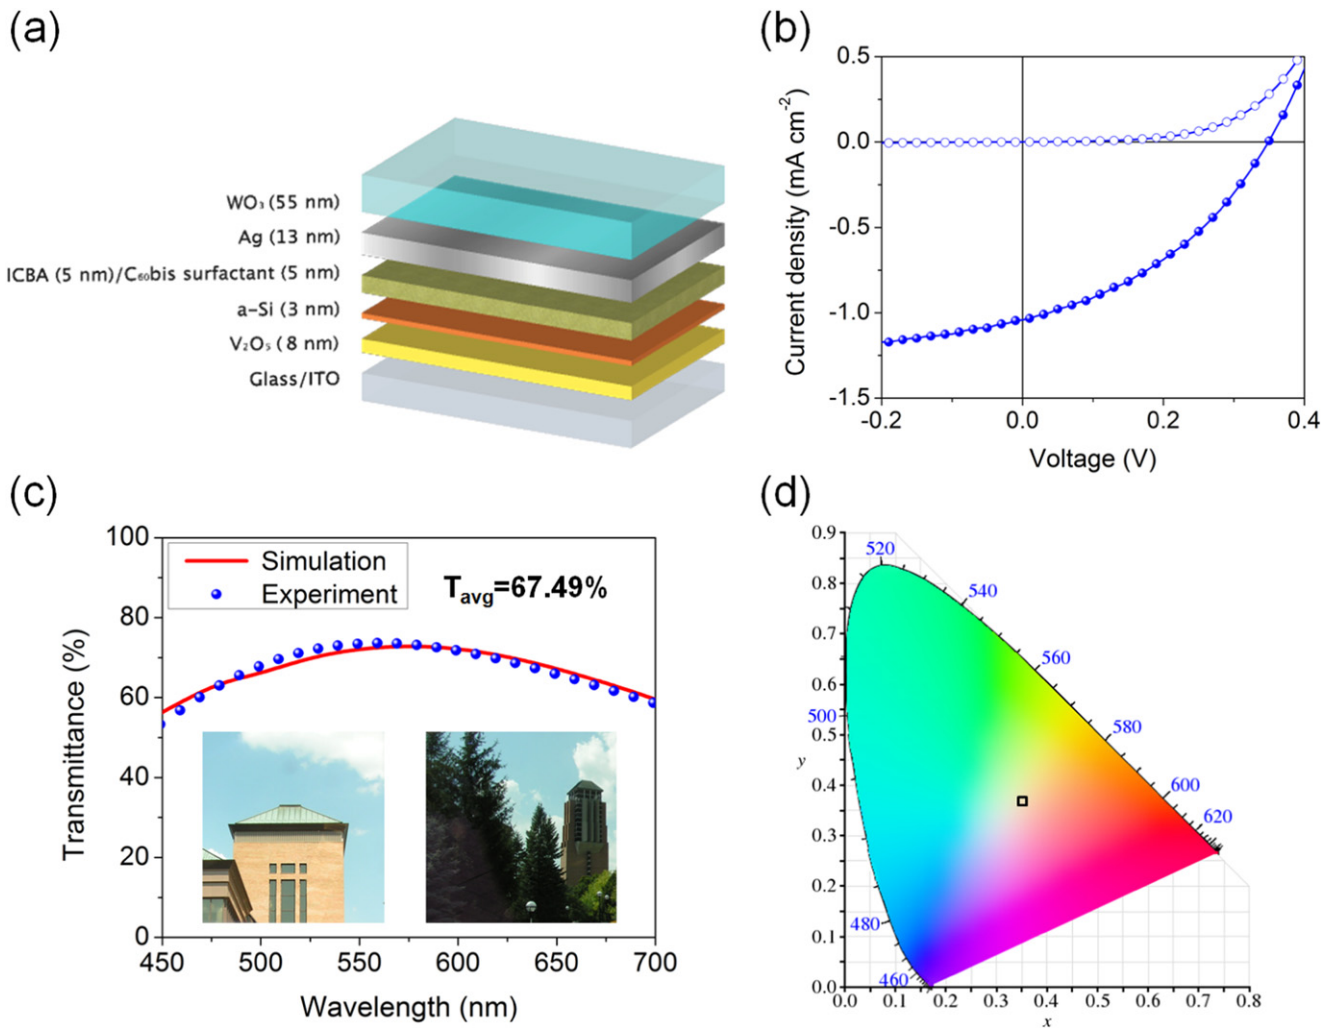 (a)
WO₃ (55 nm)
Ag (13 nm)
ICBA (5 nm)/C₆₀bis surfactant (5 nm)
a-Si (3 nm)
V₂O₅ (8 nm)
Glass/ITO
(b)
0.5
0.0
-0.5
-1.0
-1.5
-0.2
0.0
0.2
0.4
Current density (mA cm⁻²)
Voltage (V)
(c)
100
80
60
40
20
0
450
500
550
600
650
700
Transmittance (%)
Wavelength (nm)
Simulation
Experiment
Tavg=67.49%
(d)
0.9
0.8
0.7
0.6
0.5
0.4
0.3
0.2
0.1
0.0
y
0.0
0.1
0.2
0.3
0.4
0.5
0.6
0.7
0.8
x
520
540
560
580
600
620
500
480
460